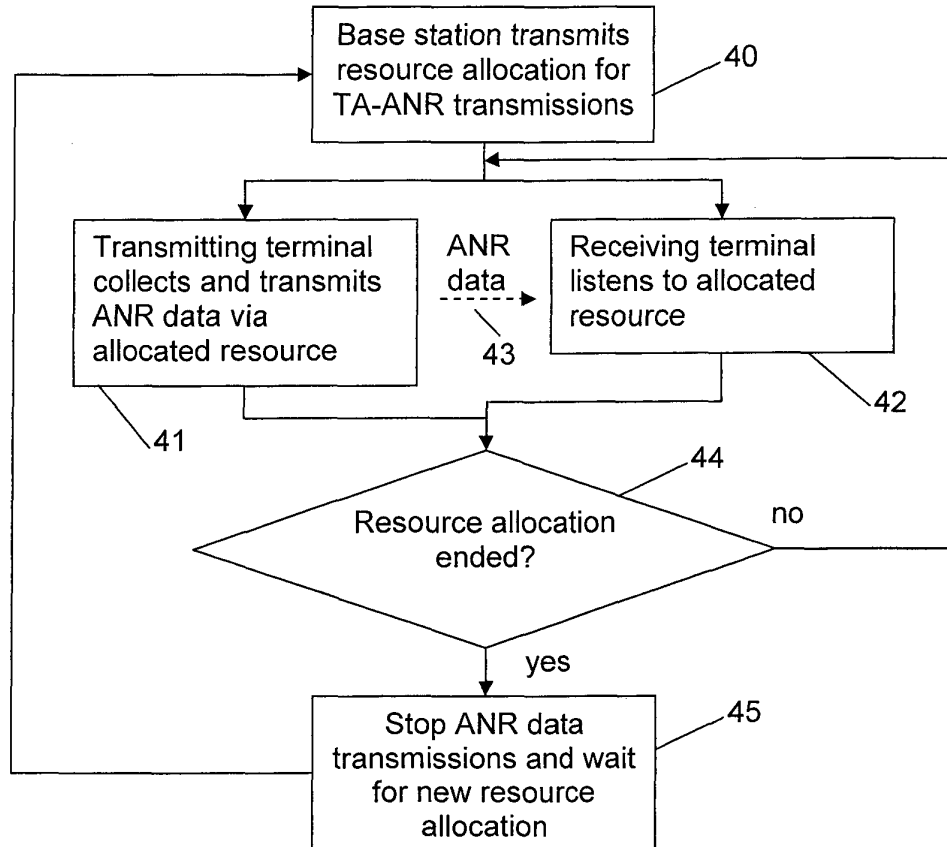 Base station transmits
resource allocation for
TA-ANR transmissions
40
Transmitting terminal
collects and transmits
ANR data via
allocated resource
41
ANR
data
43
Receiving terminal
listens to allocated
resource
42
44
Resource allocation
ended?
no
yes
Stop ANR data
transmissions and wait
for new resource
allocation
45